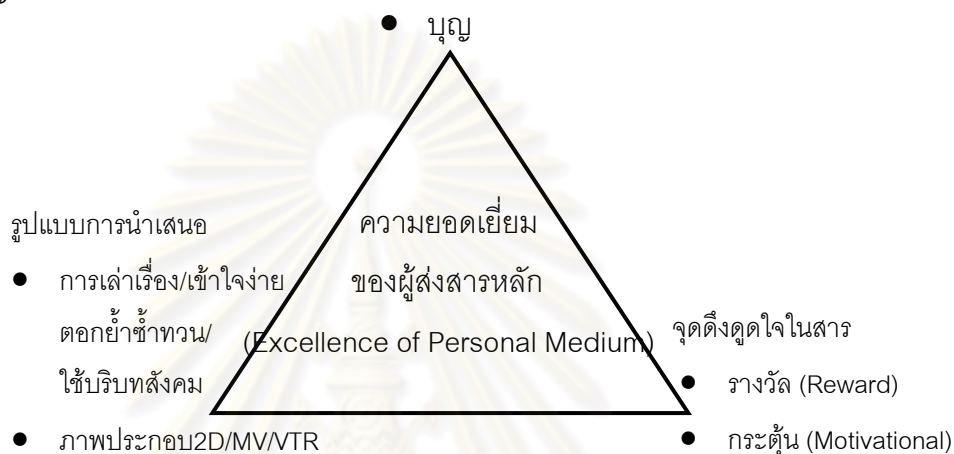 ● บุญ
ความยอดเยี่ยม
ของผู้ส่งสารหลัก
(Excellence of Personal Medium)
รูปแบบการนำเสนอ
● การเล่าเรื่อง/เข้าใจง่าย
ตอกย้ำซ้ำทวน/
ใช้บริบทสังคม
● ภาพประกอบ2D/MV/VTR
จุดดึงดูดใจในสาร
● รางวัล (Reward)
● กระตุ้น (Motivational)